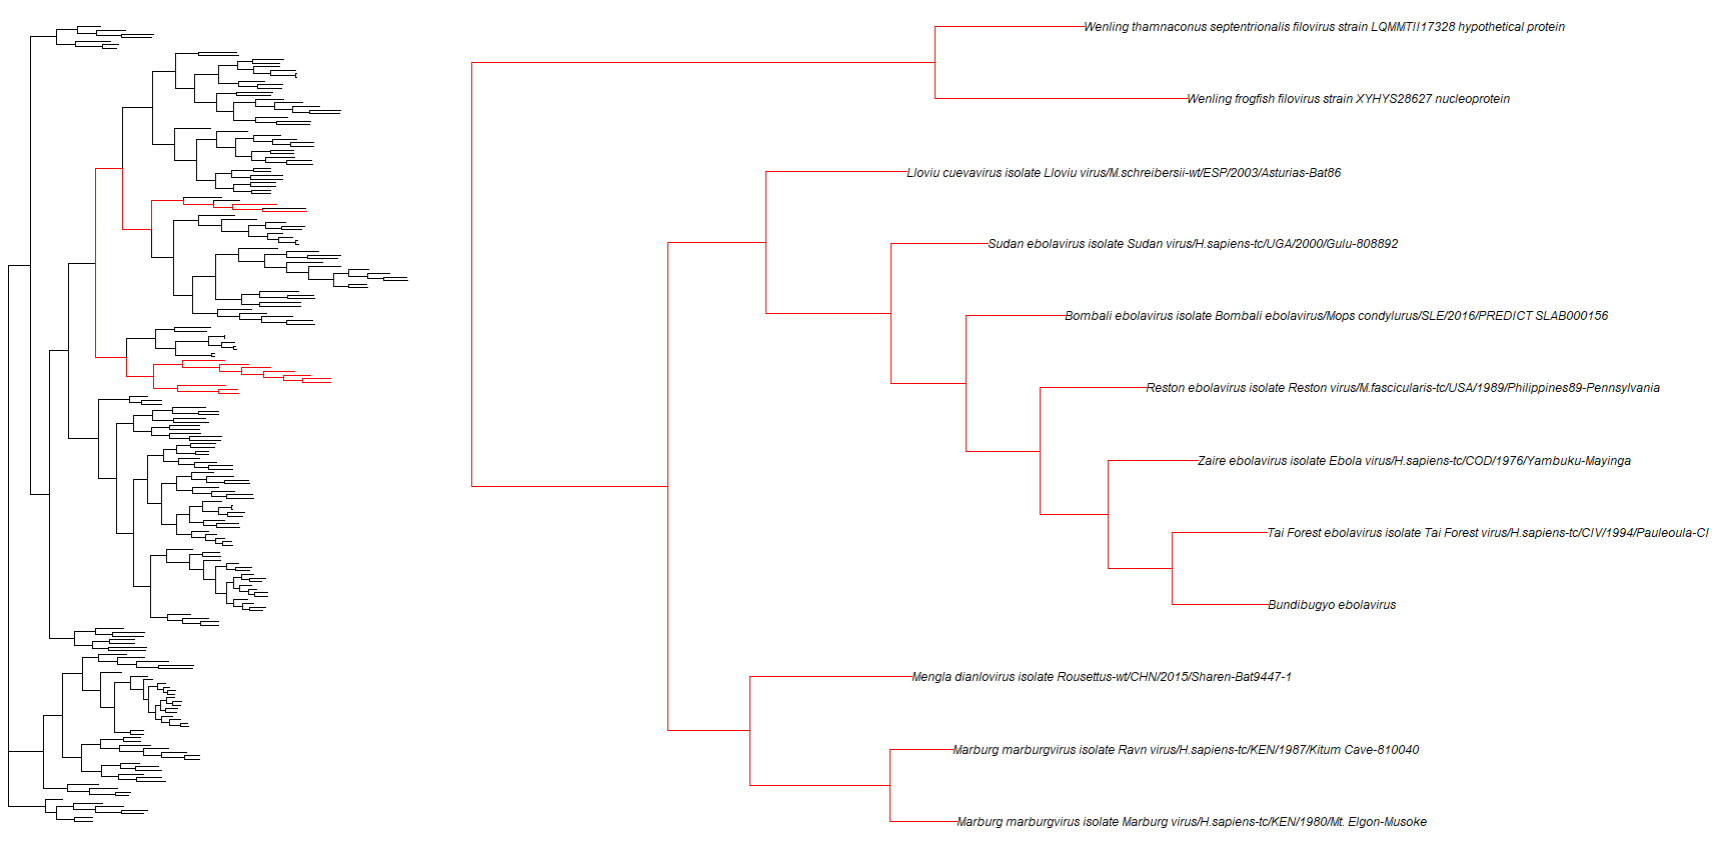 Wenling thamnaconus septentrionalis filovirus strain LQMMTII17328 hypothetical protein
Wenling frogfish filovirus strain XYHYS28627 nucleoprotein
Lloviu cuevavirus isolate Lloviu virus/M.schreibersii-wt/ESP/2003/Asturias-Bat86
Sudan ebolavirus isolate Sudan virus/H.sapiens-tc/UGA/2000/Gulu-808892
Bombali ebolavirus isolate Bombali ebolavirus/Mops condylurus/SLE/2016/PREDICT SLAB000156
Reston ebolavirus isolate Reston virus/M.fascicularis-tc/USA/1989/Philippines89-Pennsylvania
Zaire ebolavirus isolate Ebola virus/H.sapiens-tc/COD/1976/Yambuku-Mayinga
Tai Forest ebolavirus isolate Tai Forest virus/H.sapiens-tc/CIV/1994/Pauleoula-CI
Bundibugyo ebolavirus
Mengla dianlovirus isolate Rousettus-wt/CHN/2015/Sharen-Bat9447-1
Marburg marburgvirus isolate Ravn virus/H.sapiens-tc/KEN/1987/Kitum Cave-810040
Marburg marburgvirus isolate Marburg virus/H.sapiens-tc/KEN/1980/Mt. Elgon-Musoke